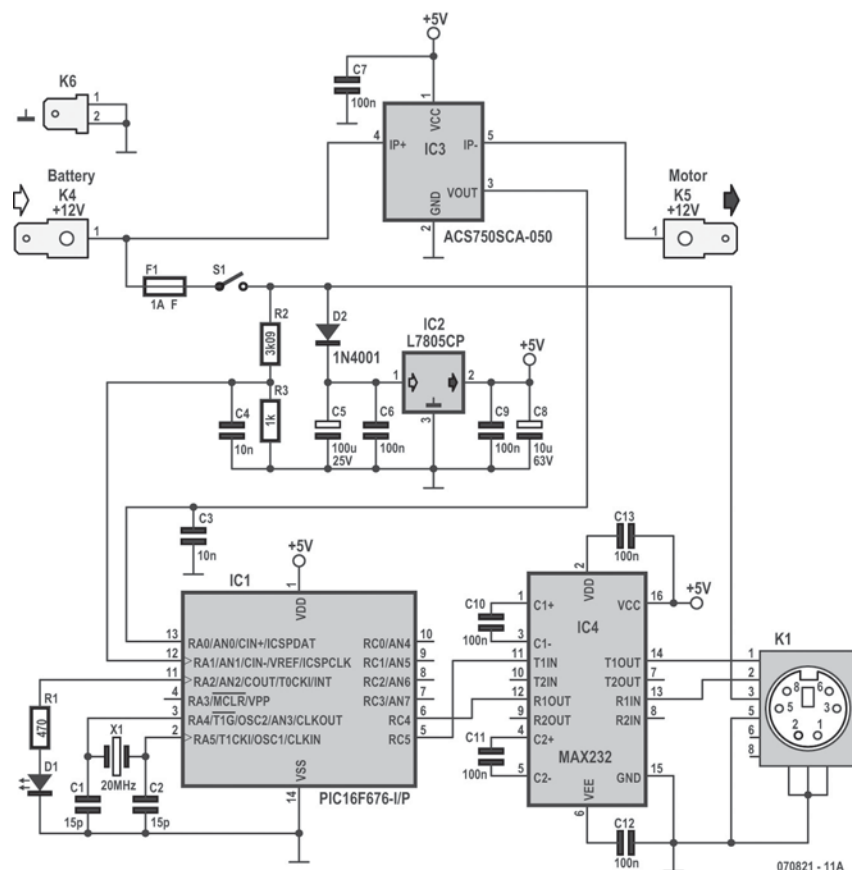 +5V
C7
100n
K6
1
2
1
VCC
4
IP+
IC3
IP-
5
VOUT
3
GND
2
ACS750SCA-050
Battery
K4
+12V
1
Motor
K5
+12V
1
F1
1A F
S1
R2
3k09
D2
1N4001
IC2
L7805CP
+5V
1
2
3
R3
1k
C4
10n
C5
100u
25V
C6
100n
C9
100n
C8
10u
63V
C3
10n
+5V
IC1
1
VDD
13
RA0/AN0/CIN+/ICSPDAT
RC0/AN4
10
12
RA1/AN1/CIN-/VREF/ICSPCLK
RC1/AN5
9
11
RA2/AN2/COUT/T0CKI/INT
RC2/AN6
8
4
RA3/MCLR/VPP
RC3/AN7
7
3
RA4/T1G/OSC2/AN3/CLKOUT
RC4
6
2
RA5/T1CKI/OSC1/CLKIN
RC5
5
VSS
14
PIC16F676-I/P
R1
470
D1
X1
20MHz
C1
15p
C2
15p
C13
100n
+5V
2
VDD
C10
100n
1
C1+
VCC
16
IC4
3
C1-
11
T1IN
T1OUT
14
10
T2IN
T2OUT
7
12
R1OUT
R1IN
13
9
R2OUT
R2IN
8
4
C2+
C11
100n
MAX232
5
C2-
GND
15
VEE
6
C12
100n
K1
1
2
3
5
6
8
8
6
5
3
2
1
070821 - 11A